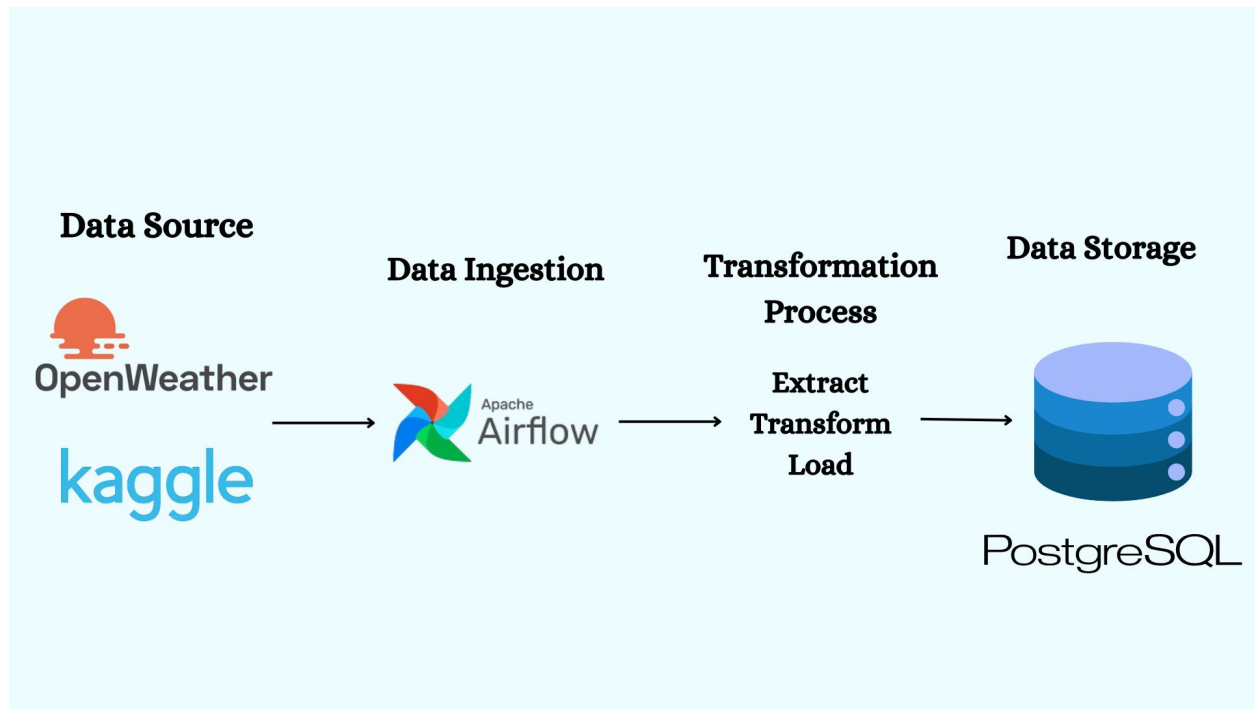 Data Source
OpenWeather
kaggle
Data Ingestion
Apache
Airflow
Transformation
Process
Extract
Transform
Load
Data Storage
PostgreSQL